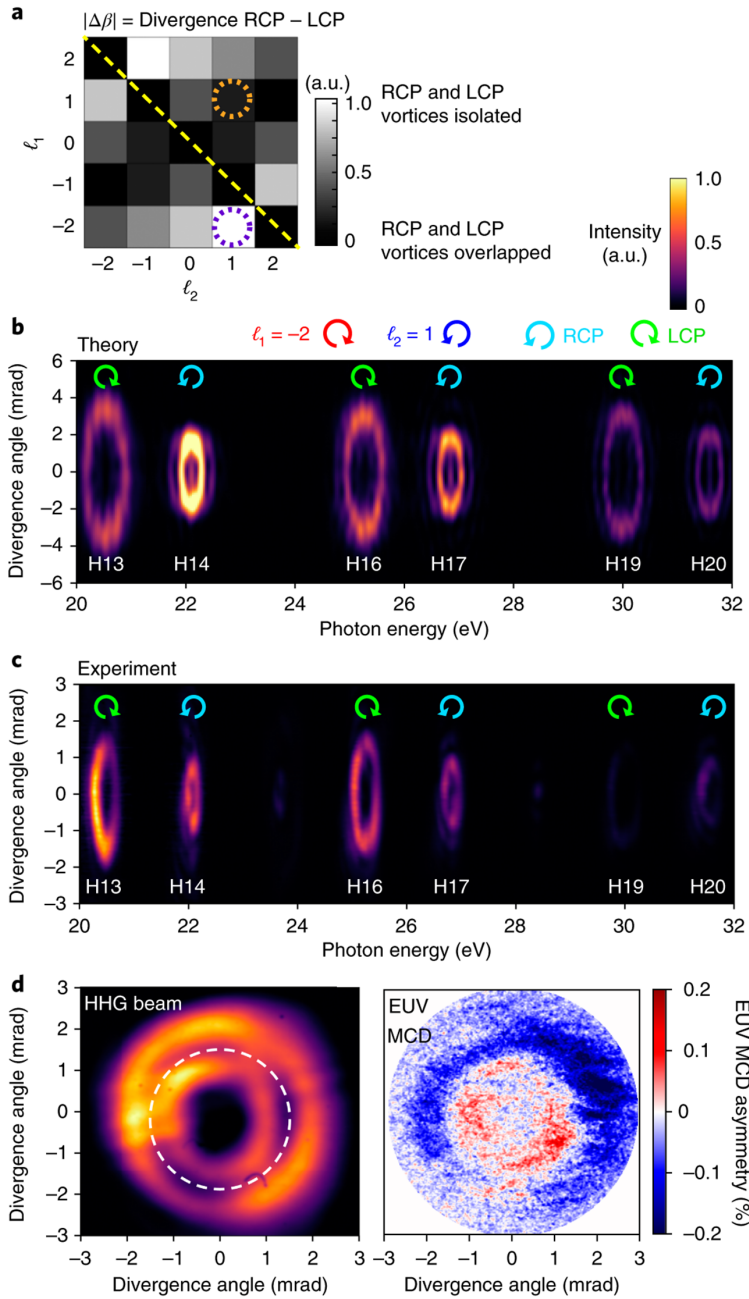 a
|Δβ| = Divergence RCP – LCP
2
1
0
–1
–2
ℓ1
–2 –1 0 1 2
ℓ2
(a.u.)
1.0
0.5
0
RCP and LCP
vortices isolated
RCP and LCP
vortices overlapped
Intensity
(a.u.)
1.0
0.5
0
b
Theory
ℓ1 = –2
ℓ2 = 1
RCP
LCP
Divergence angle (mrad)
6
4
2
0
–2
–4
–6
H13 H14 H16 H17 H19 H20
20 22 24 26 28 30 32
Photon energy (eV)
c
Experiment
Divergence angle (mrad)
3
2
1
0
–1
–2
–3
H13 H14 H16 H17 H19 H20
20 22 24 26 28 30 32
Photon energy (eV)
d
HHG beam
Divergence angle (mrad)
3
2
1
0
–1
–2
–3
–3 –2 –1 0 1 2 3
Divergence angle (mrad)
EUV
MCD
–3 –2 –1 0 1 2 3
Divergence angle (mrad)
0.2
0.1
0
–0.1
–0.2
EUV MCD asymmetry (%)